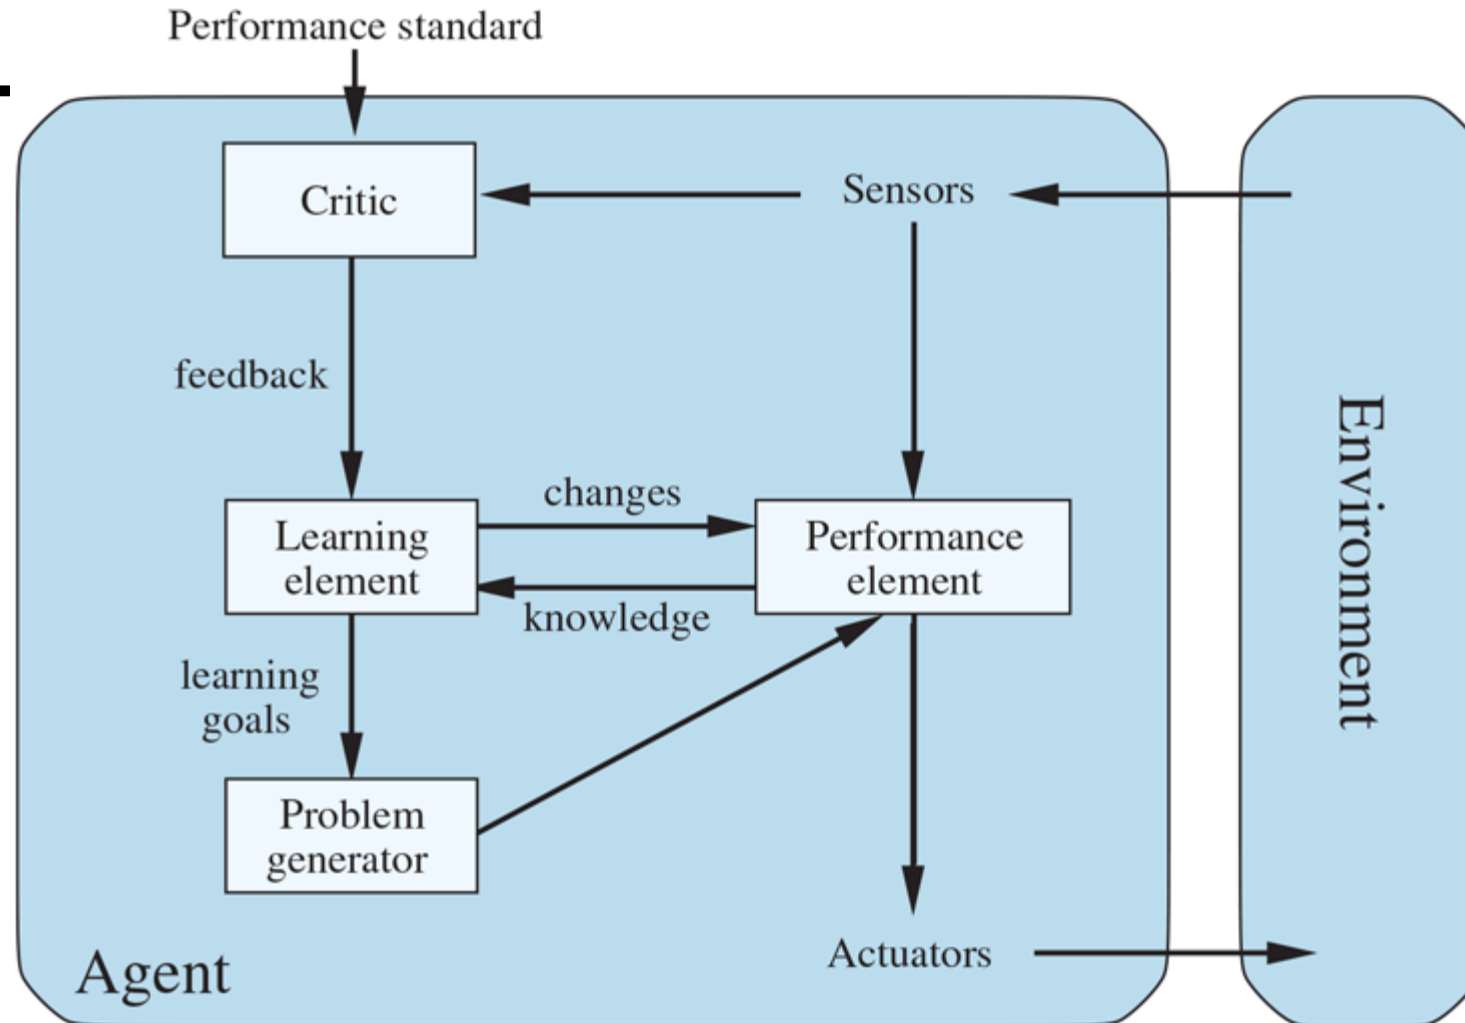 Performance standard
Critic
Sensors
feedback
changes
Learning
element
Performance
element
knowledge
learning
goals
Problem
generator
Agent
Actuators
Environment